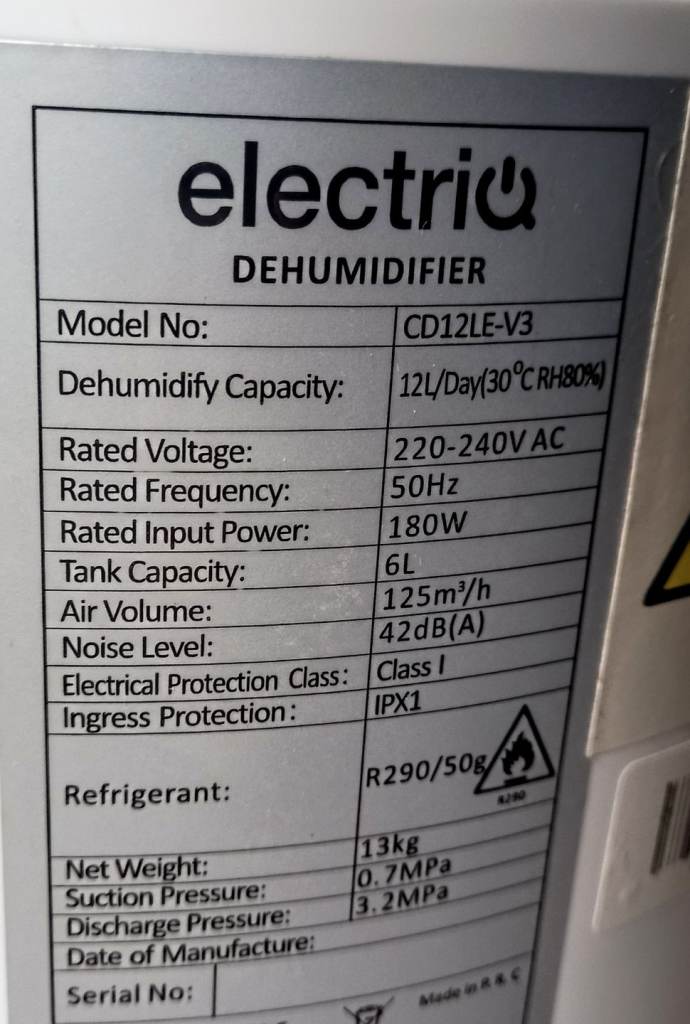 electriQ
DEHUMIDIFIER
Model No: CD12LE-V3
Dehumidify Capacity: 12L/Day(30°C RH80%)
Rated Voltage: 220-240V AC
Rated Frequency: 50Hz
Rated Input Power: 180W
Tank Capacity: 6L
Air Volume: 125m³/h
Noise Level: 42dB(A)
Electrical Protection Class: Class I
Ingress Protection: IPX1
Refrigerant: R290/50g
R290
Net Weight: 13kg
Suction Pressure: 0.7MPa
Discharge Pressure: 3.2MPa
Date of Manufacture:
Serial No:
Made in